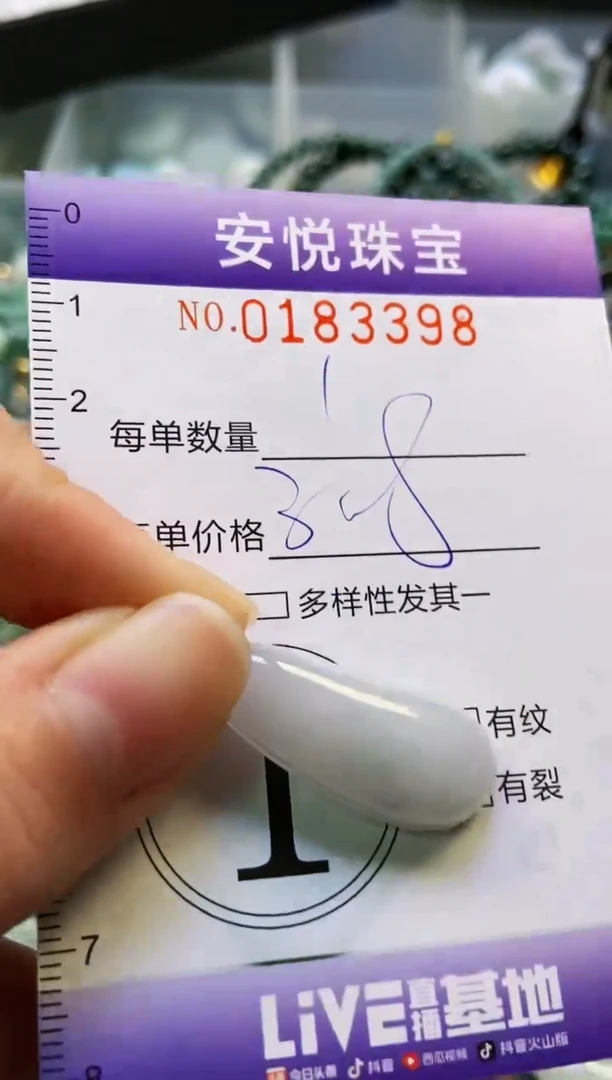 0
安悦珠宝
1
NO.0183398
2
每单数量 1
单价格
多样性发其一
有纹
有裂
1
7
LiVE直播基地
8
今日头条 抖音 西瓜视频 抖音火山版